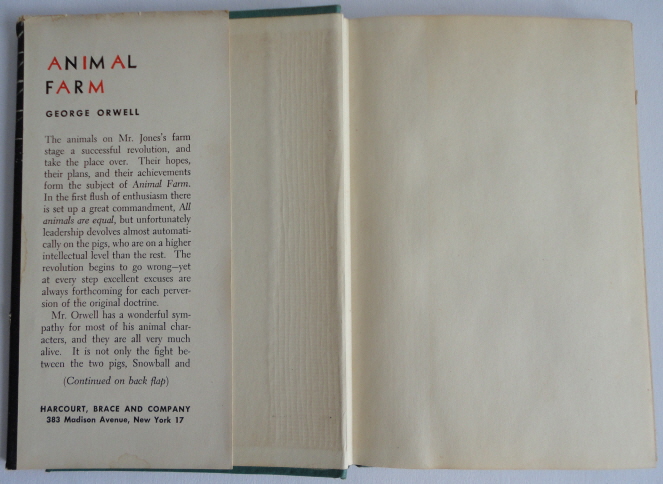 ANIMAL
FARM
GEORGE ORWELL
The animals on Mr. Jones's farm
stage a successful revolution, and
take the place over. Their hopes,
their plans, and their achievements
form the subject of Animal Farm.
In the first flush of enthusiasm there
is set up a great commandment, All
animals are equal, but unfortunately
leadership devolves almost automati-
cally on the pigs, who are on a higher
intellectual level than the rest. The
revolution begins to go wrong—yet
at every step excellent excuses are
always forthcoming for each perver-
sion of the original doctrine.
Mr. Orwell has a wonderful sym-
pathy for most of his animal char-
acters, and they are all very much
alive. It is not only the fight be-
tween the two pigs, Snowball and
(Continued on back flap)
HARCOURT, BRACE AND COMPANY
383 Madison Avenue, New York 17